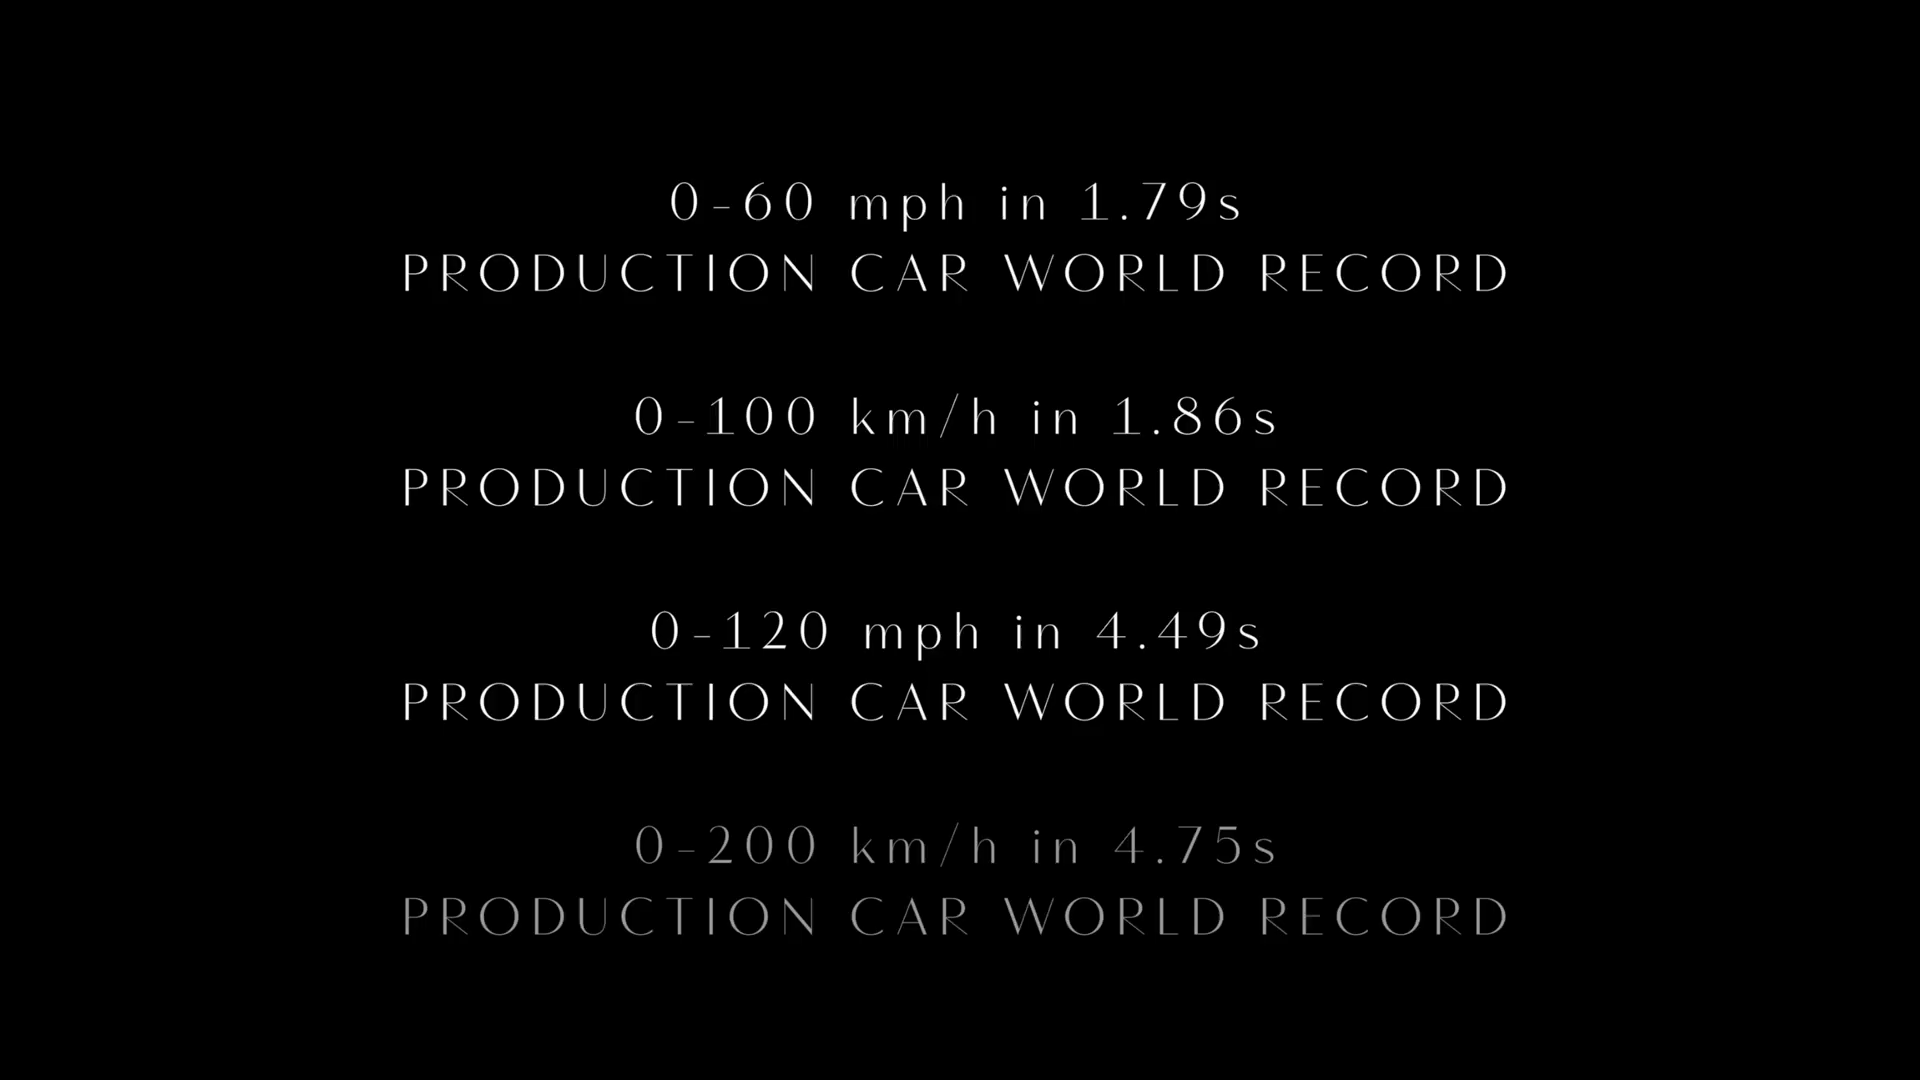 0-60 mph in 1.79s
PRODUCTION CAR WORLD RECORD
0-100 km/h in 1.86s
PRODUCTION CAR WORLD RECORD
0-120 mph in 4.49s
PRODUCTION CAR WORLD RECORD
0-200 km/h in 4.75s
PRODUCTION CAR WORLD RECORD